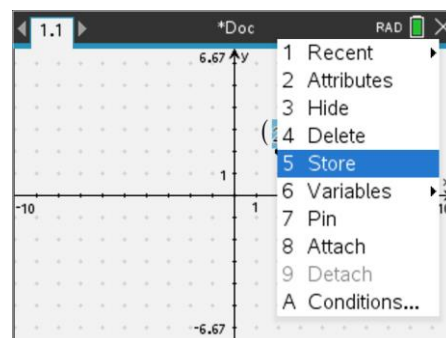 1.1 *Doc RAD
6.67 y
1 Recent
2 Attributes
3 Hide
( 4 Delete
5 Store
1
6 Variables
-10 1
7 Pin
8 Attach
9 Detach
A Conditions...
-6.67